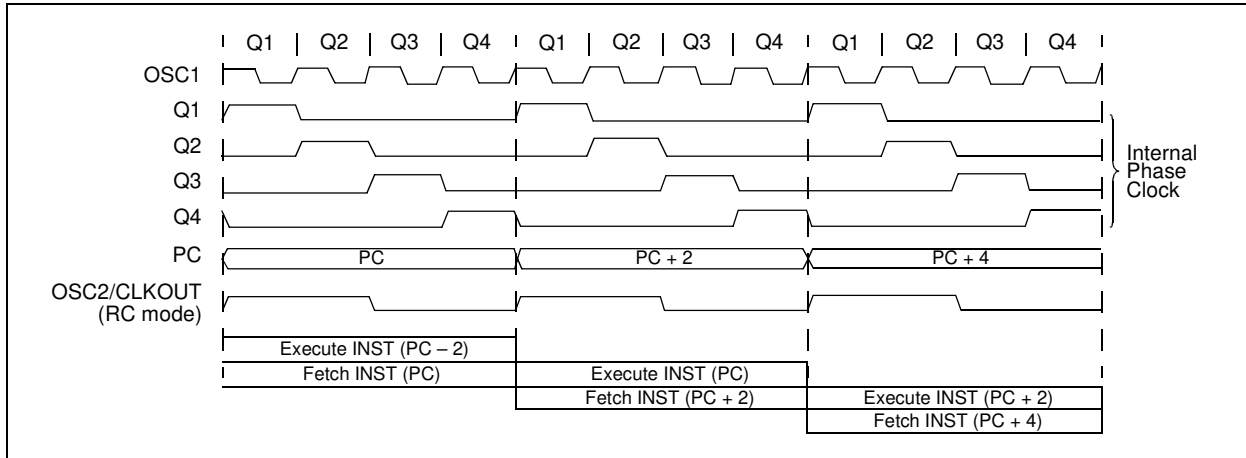 Q1 Q2 Q3 Q4 Q1 Q2 Q3 Q4 Q1 Q2 Q3 Q4
OSC1
Q1
Q2
Q3
Q4
Internal
Phase
Clock
PC PC PC + 2 PC + 4
OSC2/CLKOUT
(RC mode)
Execute INST (PC – 2)
Fetch INST (PC) Execute INST (PC)
Fetch INST (PC + 2) Execute INST (PC + 2)
Fetch INST (PC + 4)